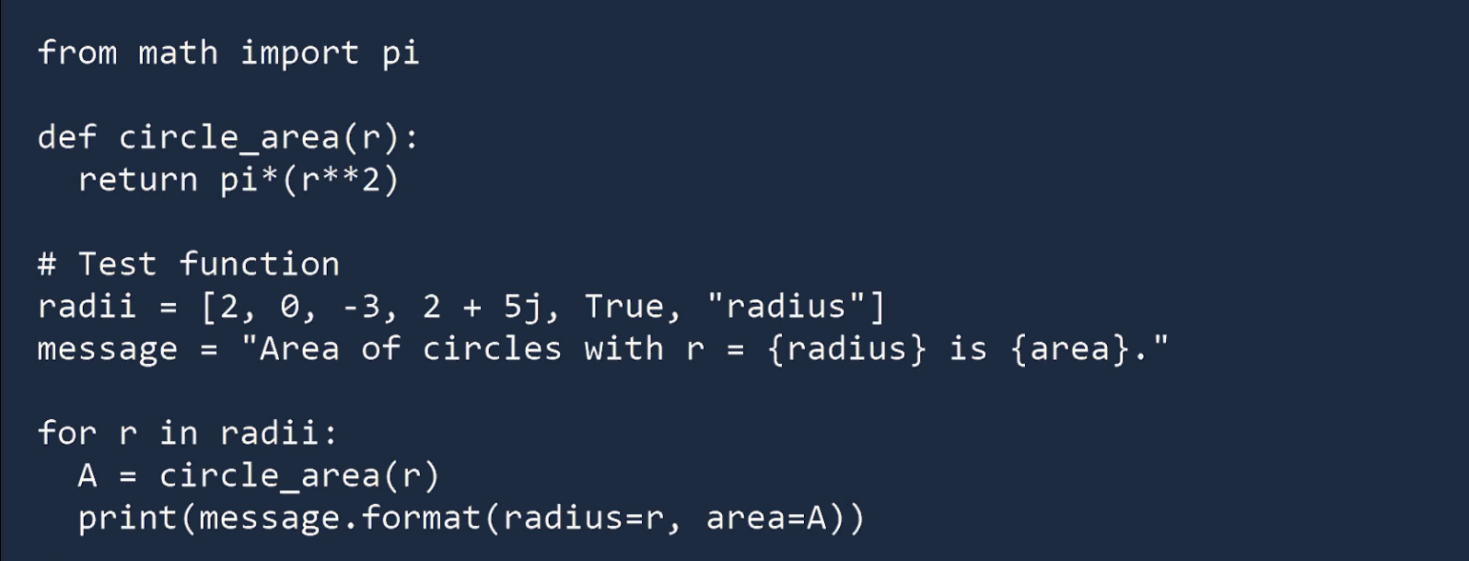 from math import pi
def circle_area(r):
  return pi*(r**2)
# Test function
radii = [2, 0, -3, 2 + 5j, True, "radius"]
message = "Area of circles with r = {radius} is {area}."
for r in radii:
  A = circle_area(r)
  print(message.format(radius=r, area=A))